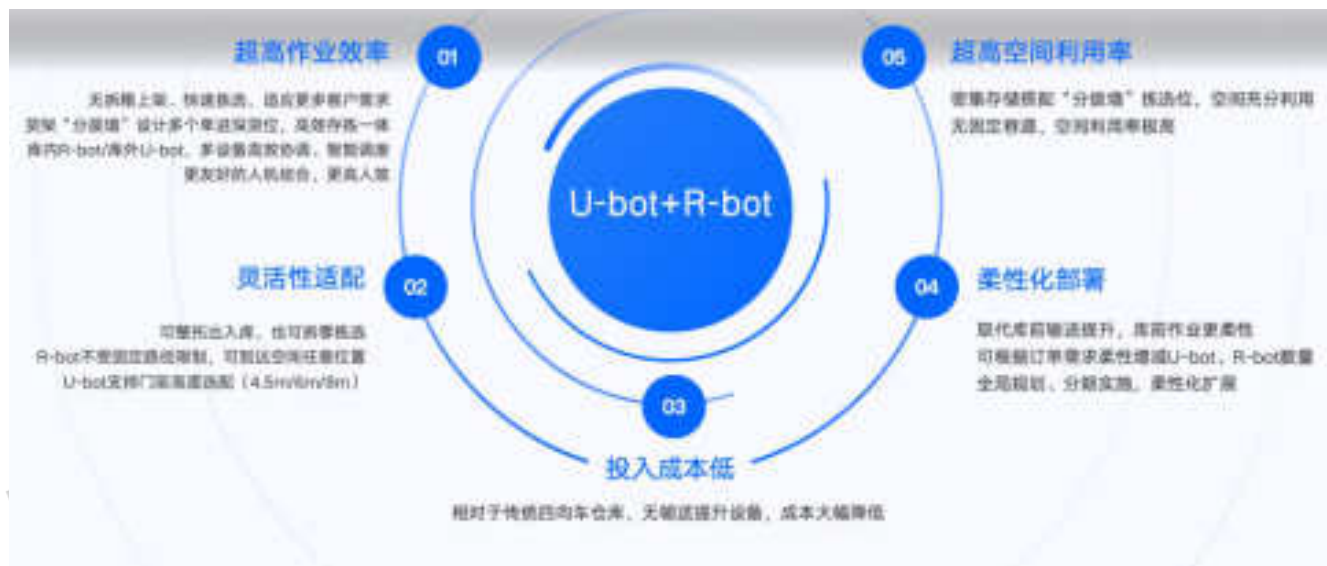 超高作业效率
01
无拆箱上架、快速拣选、适应更多客户需求
货架“分拨墙”设计多个单进深货位，高效存拣一体
库内R-bot/库外U-bot，多设备高效协调、智能调度
更友好的人机结合，更高人效
灵活性适配
02
可整托出入库，也可拆零拣选
R-bot不受固定路线限制，可到达空间任意位置
U-bot支持门架高度选配（4.5m/6m/8m）
U-bot+R-bot
03
投入成本低
相对于传统四向车仓库，无输送提升设备，成本大幅降低
04
柔性化部署
取代库前输送提升，库前作业更柔性
可根据订单需求柔性增减U-bot、R-bot数量
全局规划、分期实施，柔性化扩展
05
超高空间利用率
密集存储搭配“分拨墙”拣选位，空间充分利用
无固定巷道，空间利用率极高